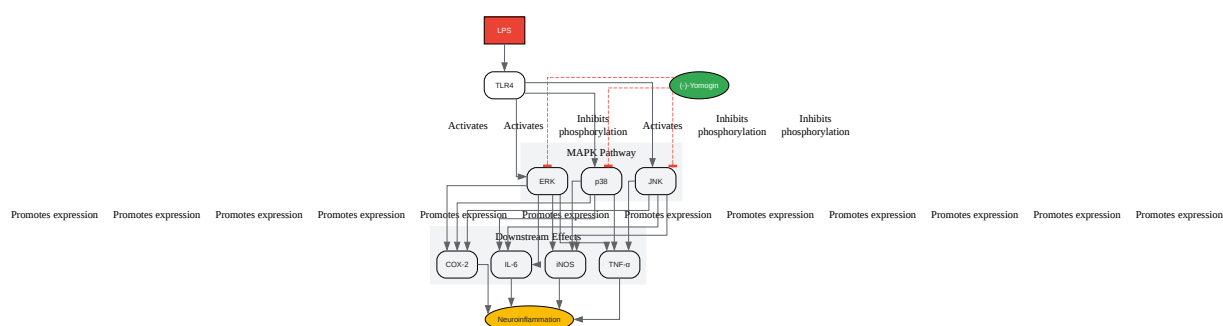 LPS
TLR4
(-)-Yomogin
Activates
Activates
Inhibits
phosphorylation
Activates
Inhibits
phosphorylation
Inhibits
phosphorylation
MAPK Pathway
ERK
p38
JNK
Promotes expression
Promotes expression
Promotes expression
Promotes expression
Promotes expression
Promotes expression
Promotes expression
Promotes expression
Promotes expression
Promotes expression
Promotes expression
Promotes expression
Downstream Effects
COX-2
IL-6
iNOS
TNF-α
Neuroinflammation